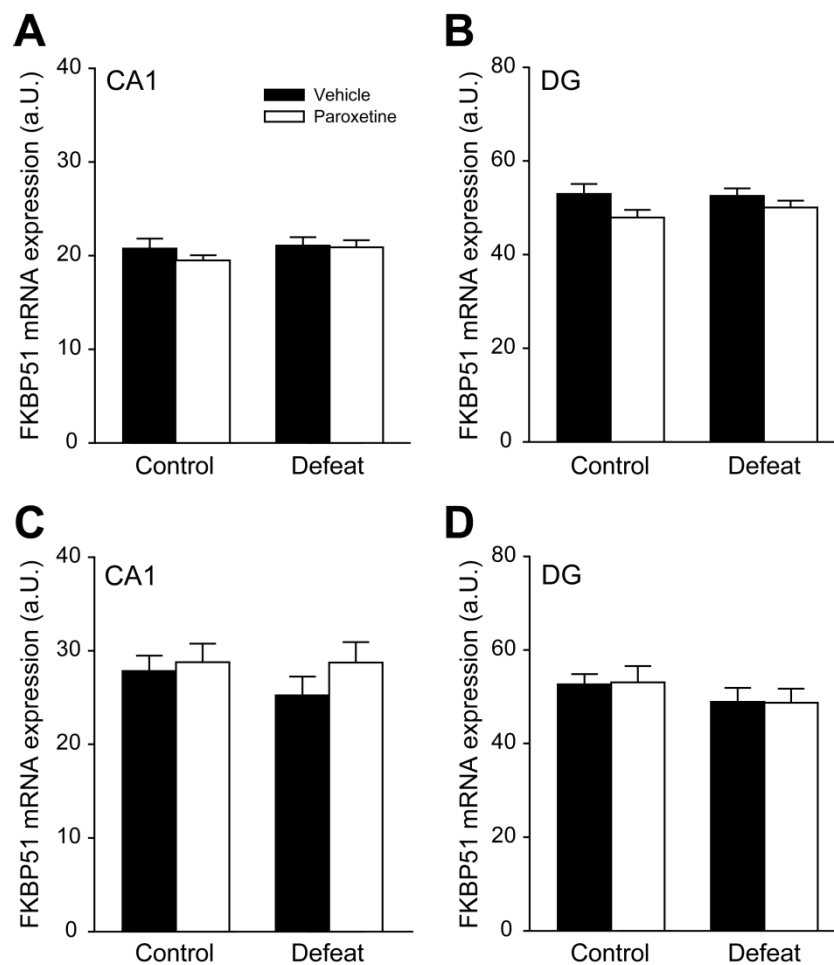 A
FKBP51 mRNA expression (a.U.)
40
30
20
10
0
CA1
Vehicle
Paroxetine
Control
Defeat
B
FKBP51 mRNA expression (a.U.)
80
60
40
20
0
DG
Control
Defeat
C
FKBP51 mRNA expression (a.U.)
40
30
20
10
0
CA1
Control
Defeat
D
FKBP51 mRNA expression (a.U.)
80
60
40
20
0
DG
Control
Defeat